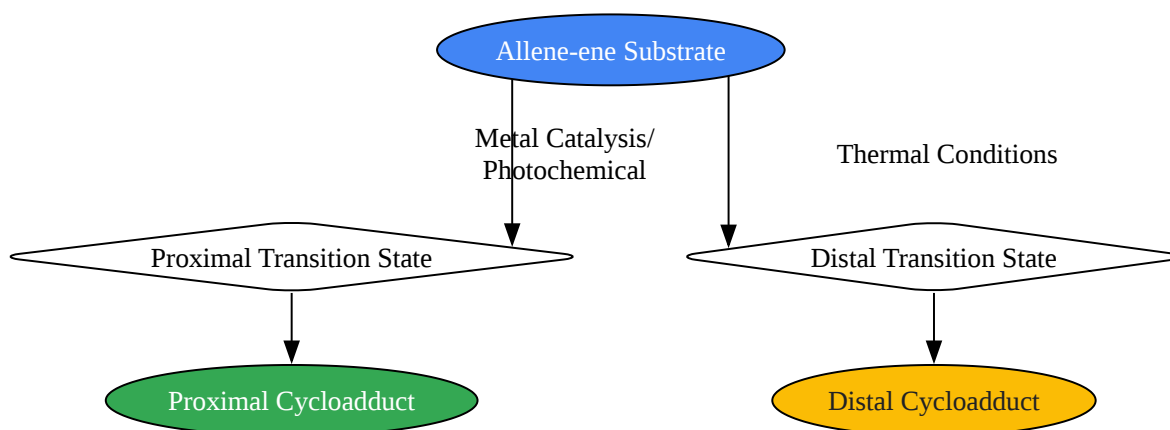 Allene-ene Substrate
Metal Catalysis/
Photochemical
Thermal Conditions
Proximal Transition State
Distal Transition State
Proximal Cycloadduct
Distal Cycloadduct